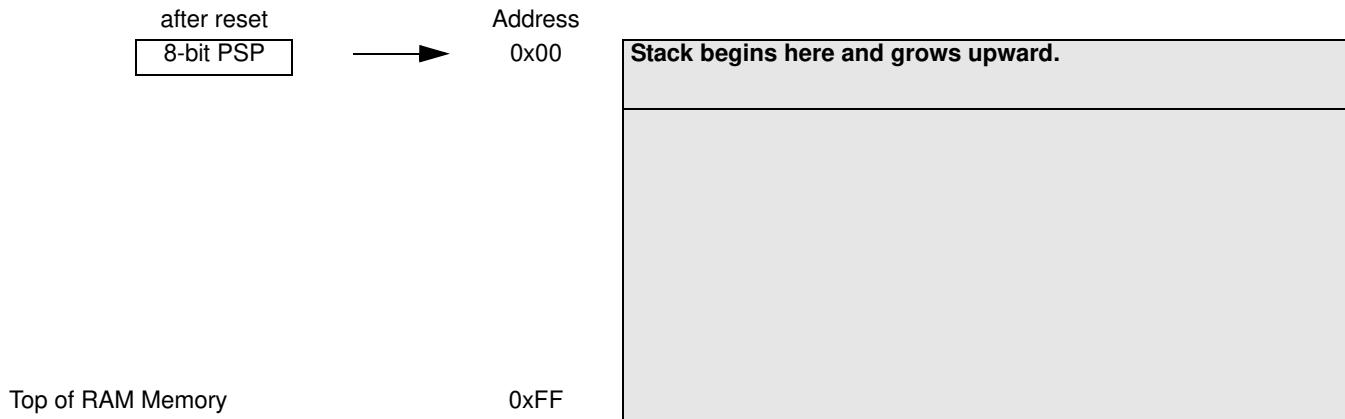 after reset Address
8-bit PSP 0x00 Stack begins here and grows upward.
Top of RAM Memory 0xFF